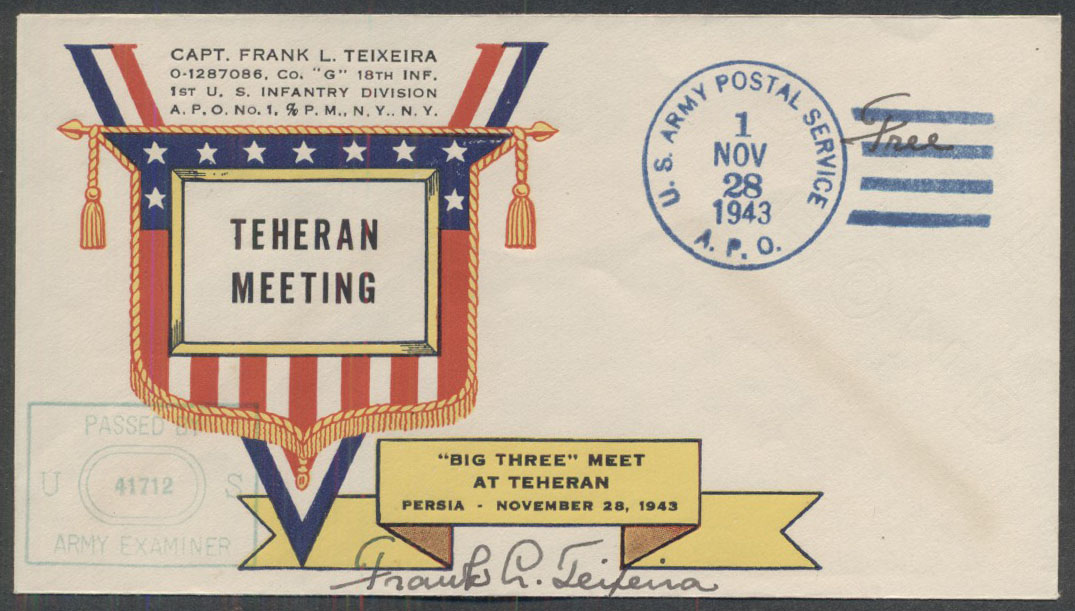 CAPT. FRANK L. TEIXEIRA
O-1287086, CO. "G" 18TH INF.
1ST U. S. INFANTRY DIVISION
A. P. O. NO. 1, % P. M., N. Y., N. Y.
U. S. ARMY POSTAL SERVICE
1
NOV
28
1943
A. P. O.
Free
TEHERAN
MEETING
PASSED BY
U 41712 S
ARMY EXAMINER
"BIG THREE" MEET
AT TEHERAN
PERSIA - NOVEMBER 28, 1943
Frank L. Teixeira